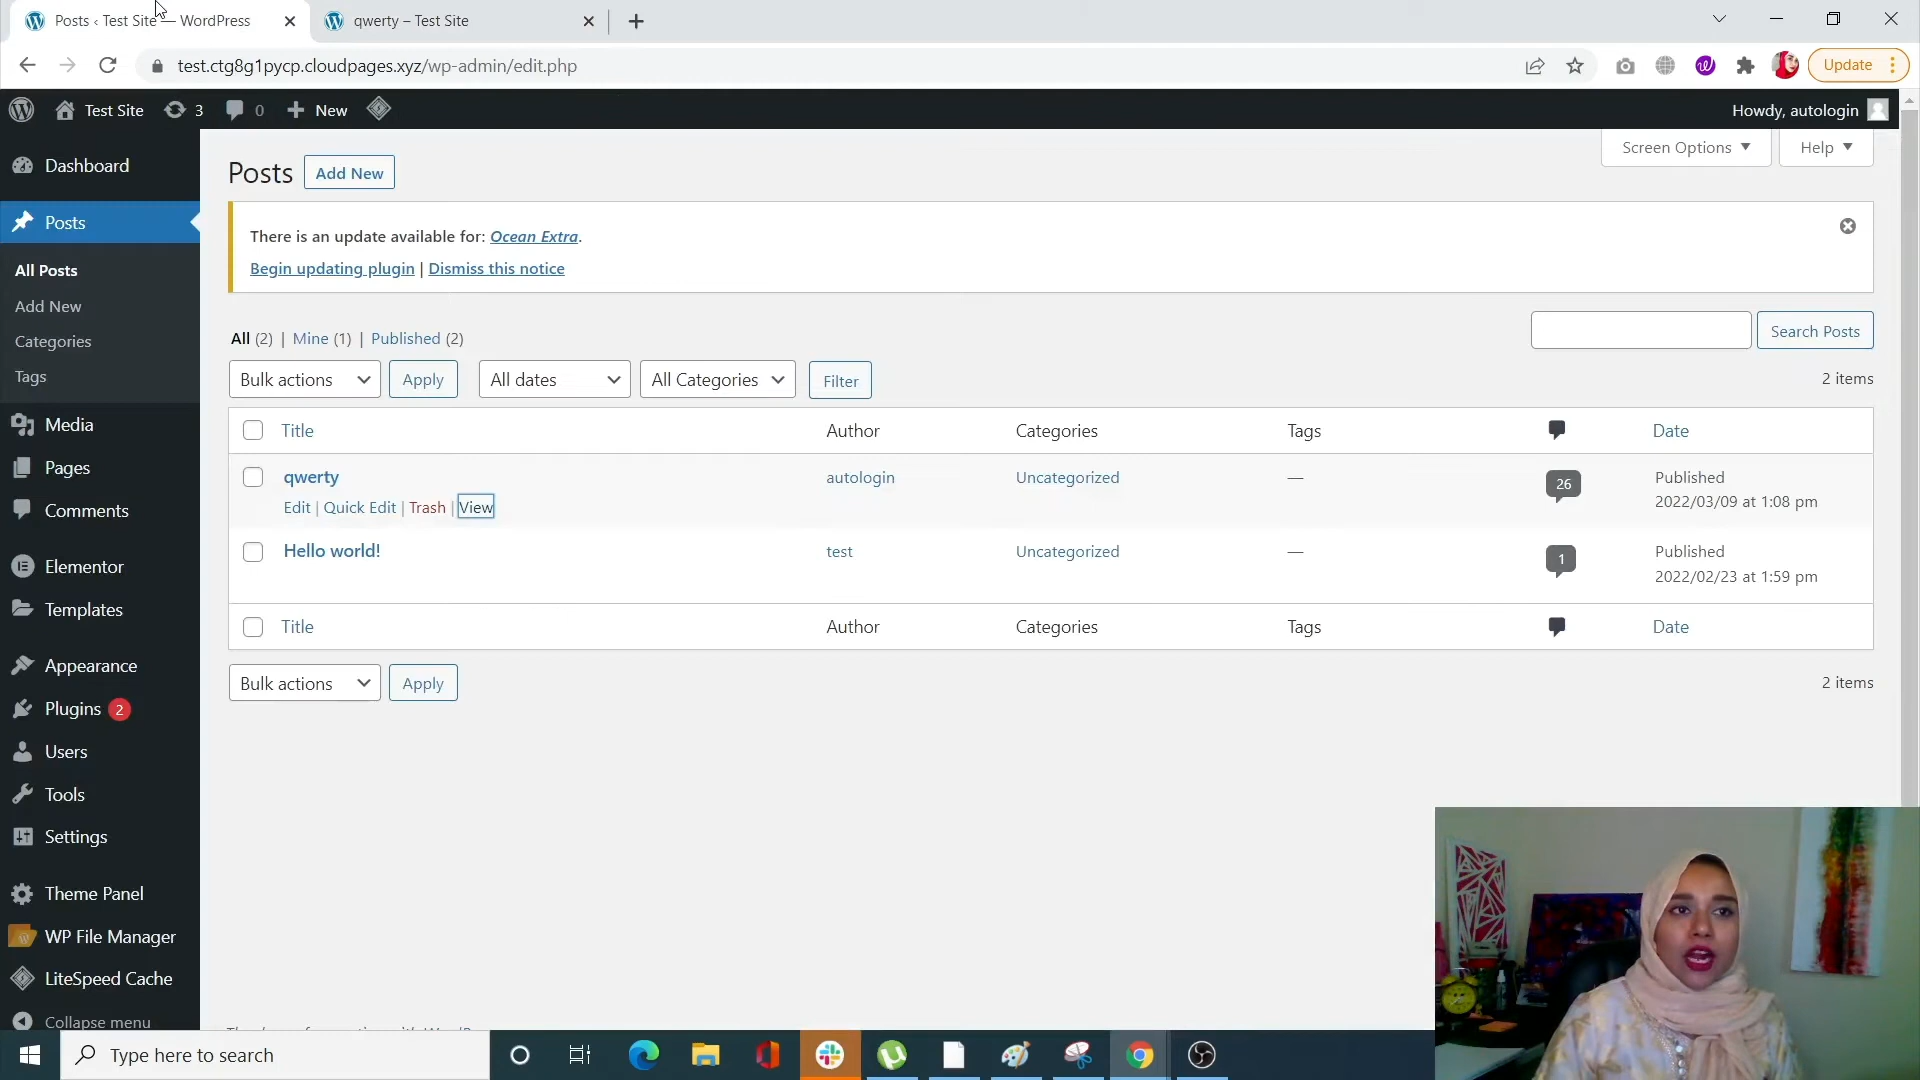 Posts ‹ Test Site — WordPress
qwerty – Test Site
test.ctg8g1pycp.cloudpages.xyz/wp-admin/edit.php
Update
Test Site
3
0
New
Howdy, autologin
Dashboard
Posts
All Posts
Add New
Categories
Tags
Media
Pages
Comments
Elementor
Templates
Appearance
Plugins 2
Users
Tools
Settings
Theme Panel
WP File Manager
LiteSpeed Cache
Collapse menu
Screen Options
Help
Posts
Add New
There is an update available for: Ocean Extra.
Begin updating plugin | Dismiss this notice
All (2) | Mine (1) | Published (2)
Search Posts
Bulk actions
Apply
All dates
All Categories
Filter
2 items
Title Author Categories Tags Date
qwerty autologin Uncategorized — 26 Published
2022/03/09 at 1:08 pm
Edit | Quick Edit | Trash | View
Hello world! test Uncategorized — 1 Published
2022/02/23 at 1:59 pm
Title Author Categories Tags Date
Bulk actions
Apply
2 items
Type here to search